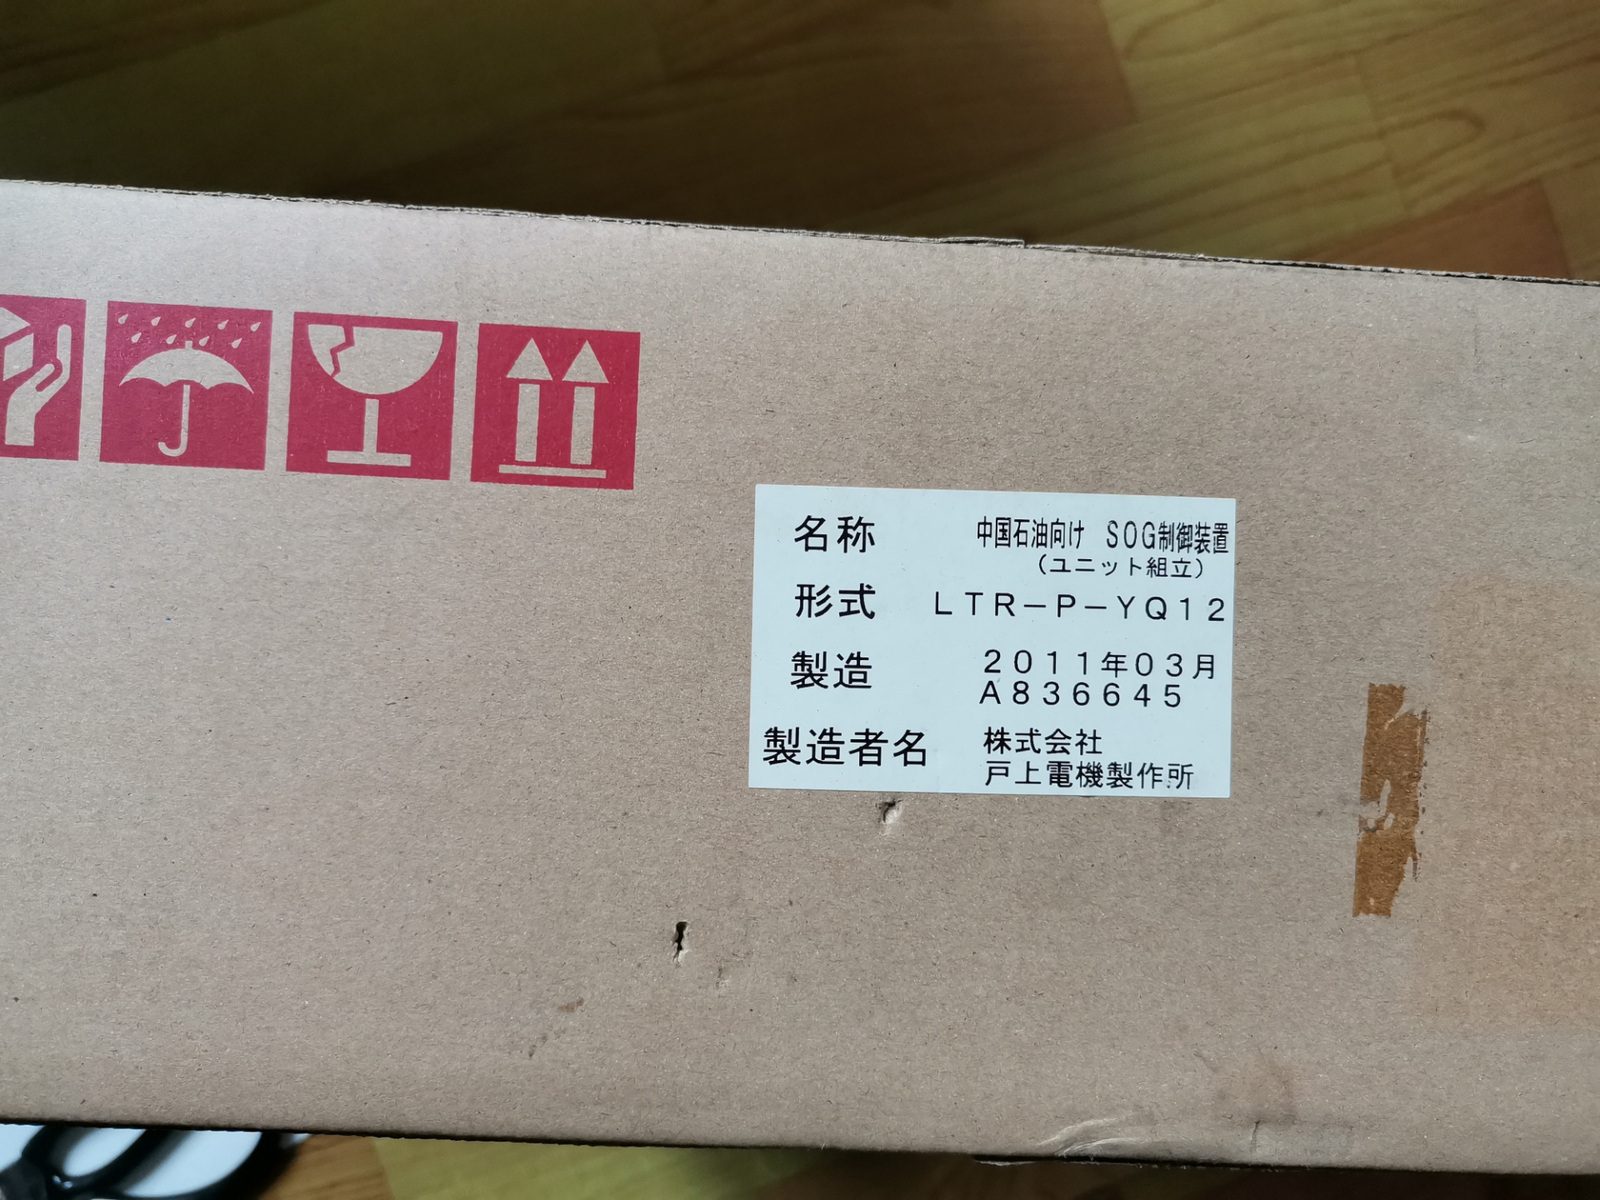 名称 中国石油向け ＳＯＧ制御装置
（ユニット組立）
形式 ＬＴＲ－Ｐ－ＹＱ１２
製造 ２０１１年０３月
Ａ８３６６４５
製造者名 株式会社
戸上電機製作所